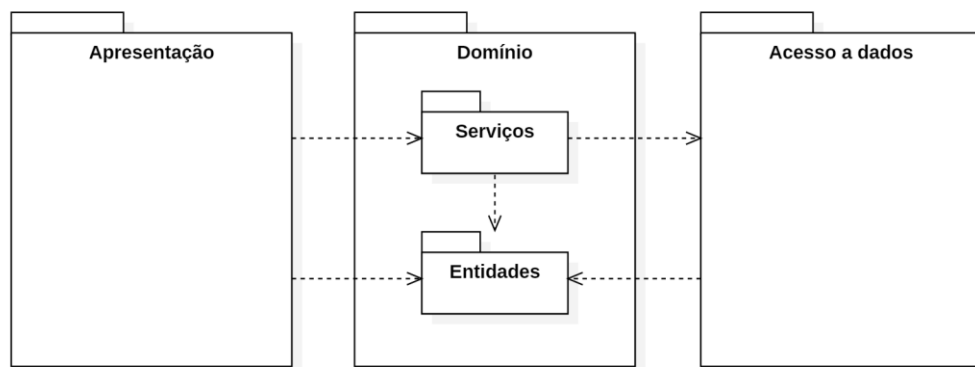 Apresentação
Domínio
Acesso a dados
Serviços
Entidades